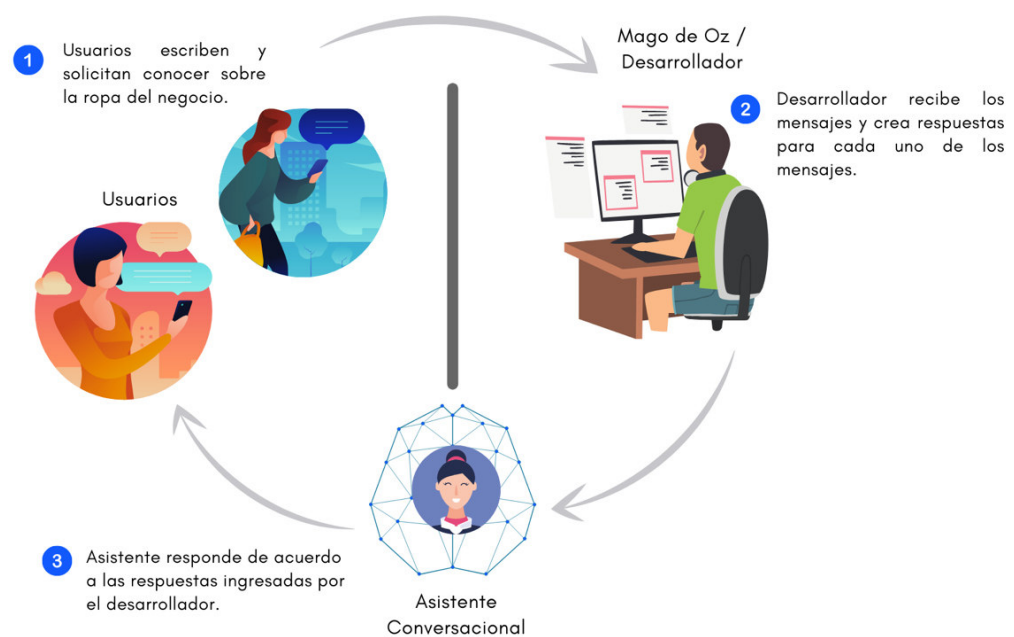 1
Usuarios escriben y
solicitan conocer sobre
la ropa del negocio.
Usuarios
Mago de Oz /
Desarrollador
2
Desarrollador recibe los
mensajes y crea respuestas
para cada uno de los
mensajes.
3
Asistente responde de acuerdo
a las respuestas ingresadas por
el desarrollador.
Asistente
Conversacional